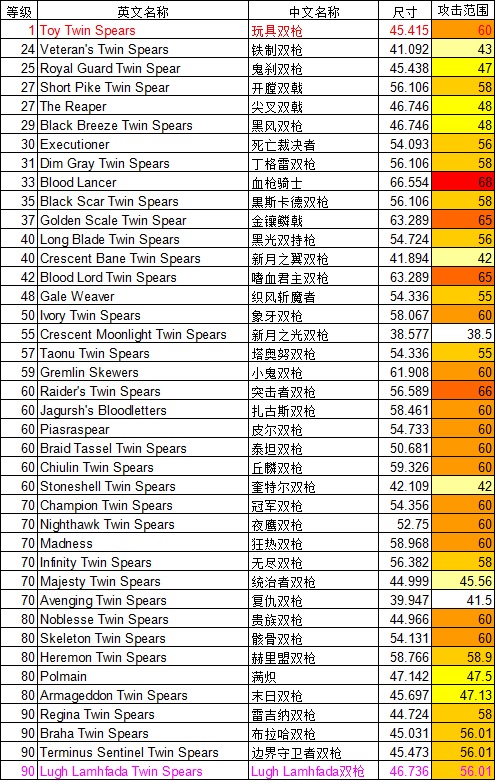 等级 英文名称 中文名称 尺寸 攻击范围
1 Toy Twin Spears 玩具双枪 45.415 60
24 Veteran's Twin Spears 铁制双枪 41.092 43
25 Royal Guard Twin Spear 鬼刹双枪 45.438 47
27 Short Pike Twin Spear 开膛双戟 56.106 58
27 The Reaper 尖叉双戟 46.746 48
29 Black Breeze Twin Spears 黑风双枪 46.746 48
30 Executioner 死亡裁决者 54.093 56
31 Dim Gray Twin Spears 丁格雷双枪 56.106 58
33 Blood Lancer 血枪骑士 66.554 68
35 Black Scar Twin Spears 黑斯卡德双枪 56.106 58
37 Golden Scale Twin Spear 金镶鳞戟 63.289 65
40 Long Blade Twin Spears 黑光双持枪 54.724 56
40 Crescent Bane Twin Spears 新月之翼双枪 41.894 42
42 Blood Lord Twin Spears 嗜血君主双枪 63.289 65
48 Gale Weaver 织风斩魔者 54.336 55
50 Ivory Twin Spears 象牙双枪 58.067 60
55 Crescent Moonlight Twin Spears 新月之光双枪 38.577 38.5
57 Taonu Twin Spears 塔奥努双枪 54.336 55
59 Gremlin Skewers 小鬼双枪 61.908 60
60 Raider's Twin Spears 突击者双枪 56.589 66
60 Jagursh's Bloodletters 扎古斯双枪 58.461 60
60 Piasraspear 皮尔双枪 54.733 60
60 Braid Tassel Twin Spears 泰坦双枪 50.681 60
60 Chiulin Twin Spears 丘麟双枪 59.326 60
60 Stoneshell Twin Spears 奎特尔双枪 42.109 42
70 Champion Twin Spears 冠军双枪 54.356 60
70 Nighthawk Twin Spears 夜鹰双枪 52.75 60
70 Madness 狂热双枪 58.968 60
70 Infinity Twin Spears 无尽双枪 56.382 58
70 Majesty Twin Spears 统治者双枪 44.999 45.56
70 Avenging Twin Spears 复仇双枪 39.947 41.5
80 Noblesse Twin Spears 贵族双枪 44.966 60
80 Skeleton Twin Spears 骸骨双枪 54.131 60
80 Heremon Twin Spears 赫里盟双枪 58.766 58.9
80 Polmain 满炽 47.142 47.5
80 Armageddon Twin Spears 末日双枪 45.697 47.13
90 Regina Twin Spears 雷吉纳双枪 44.724 58
90 Braha Twin Spears 布拉哈双枪 45.031 56.01
90 Terminus Sentinel Twin Spears 边界守卫者双枪 45.473 56.01
90 Lugh Lamhfada Twin Spears Lugh Lamhfada双枪 46.736 56.01